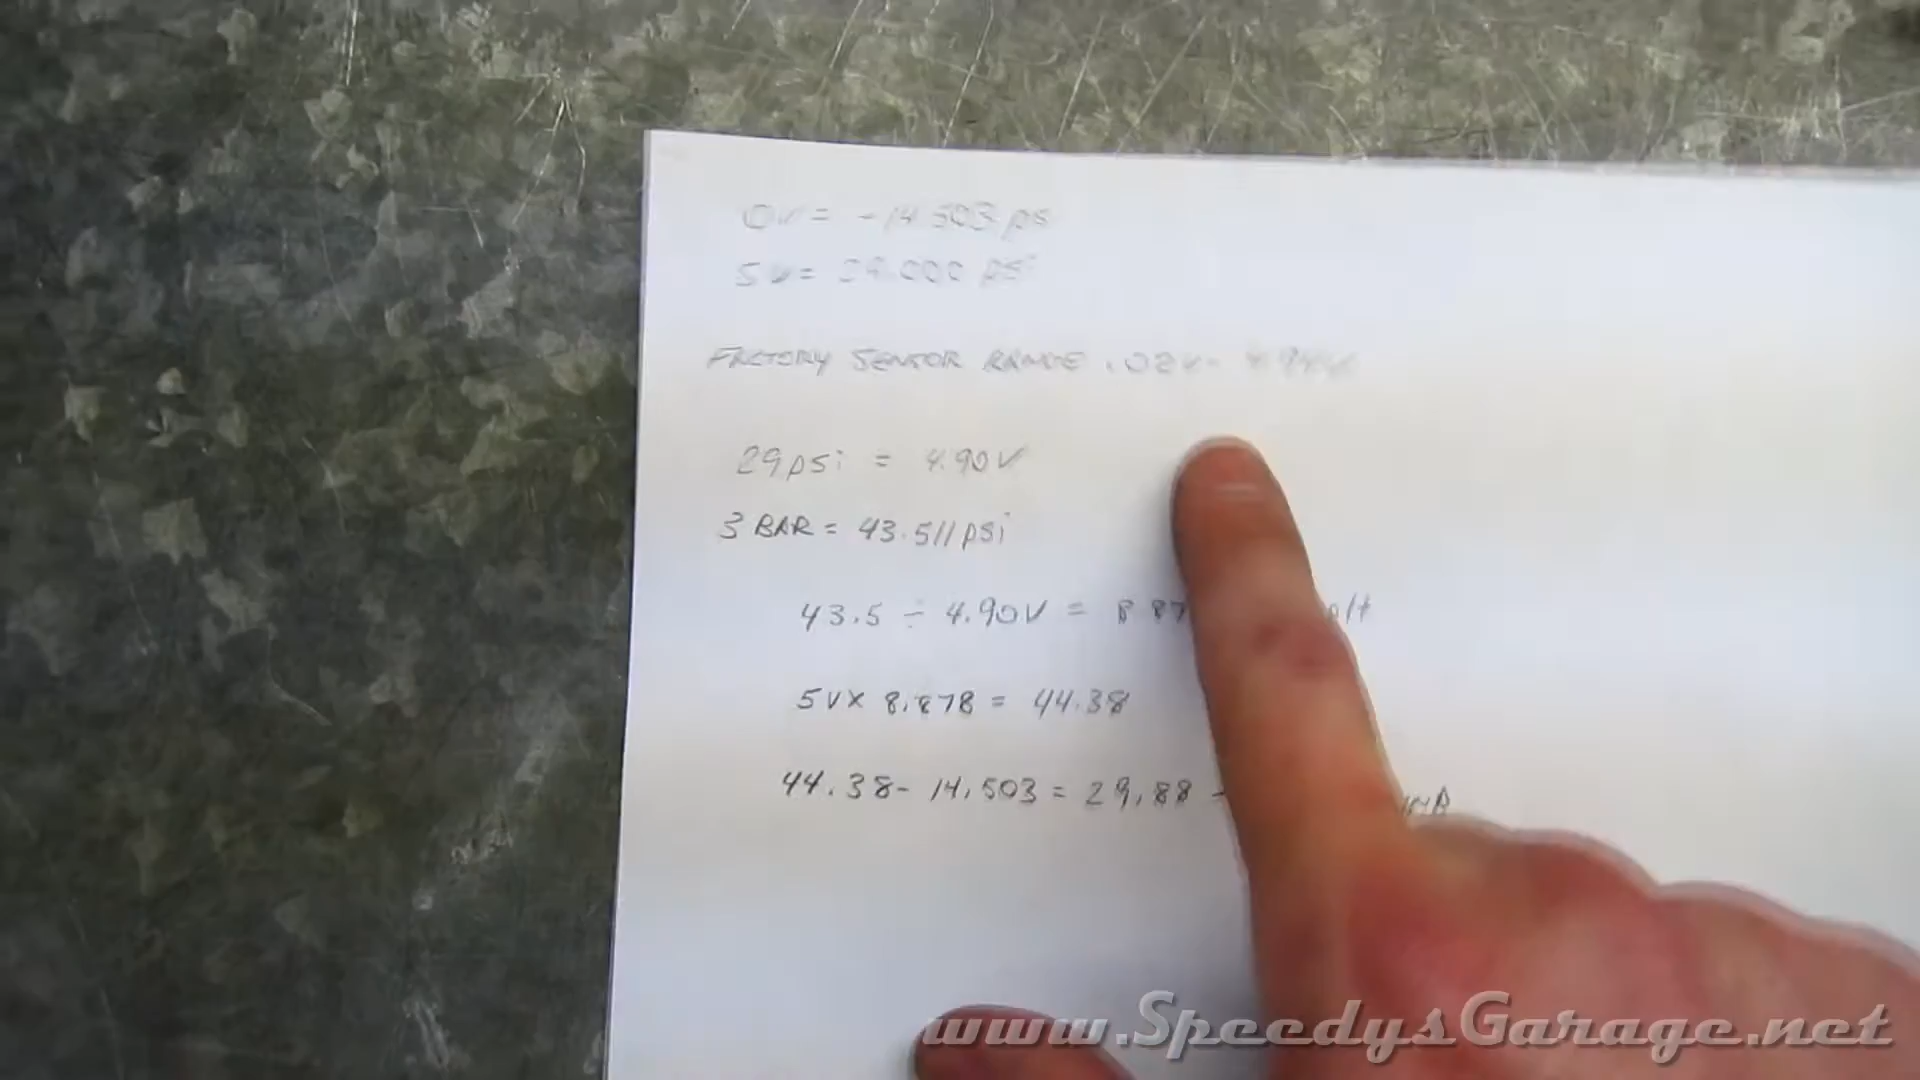 0V = -14.503 psi
5V = 29.000 psi
FACTORY SENSOR RANGE .02V- 4.94V
29psi = 4.90V
3 BAR = 43.511psi
43.5 ÷ 4.90V = 8.87
5V X 8.878 = 44.38
44.38 - 14.503 = 29.88 -
www.SpeedysGarage.net